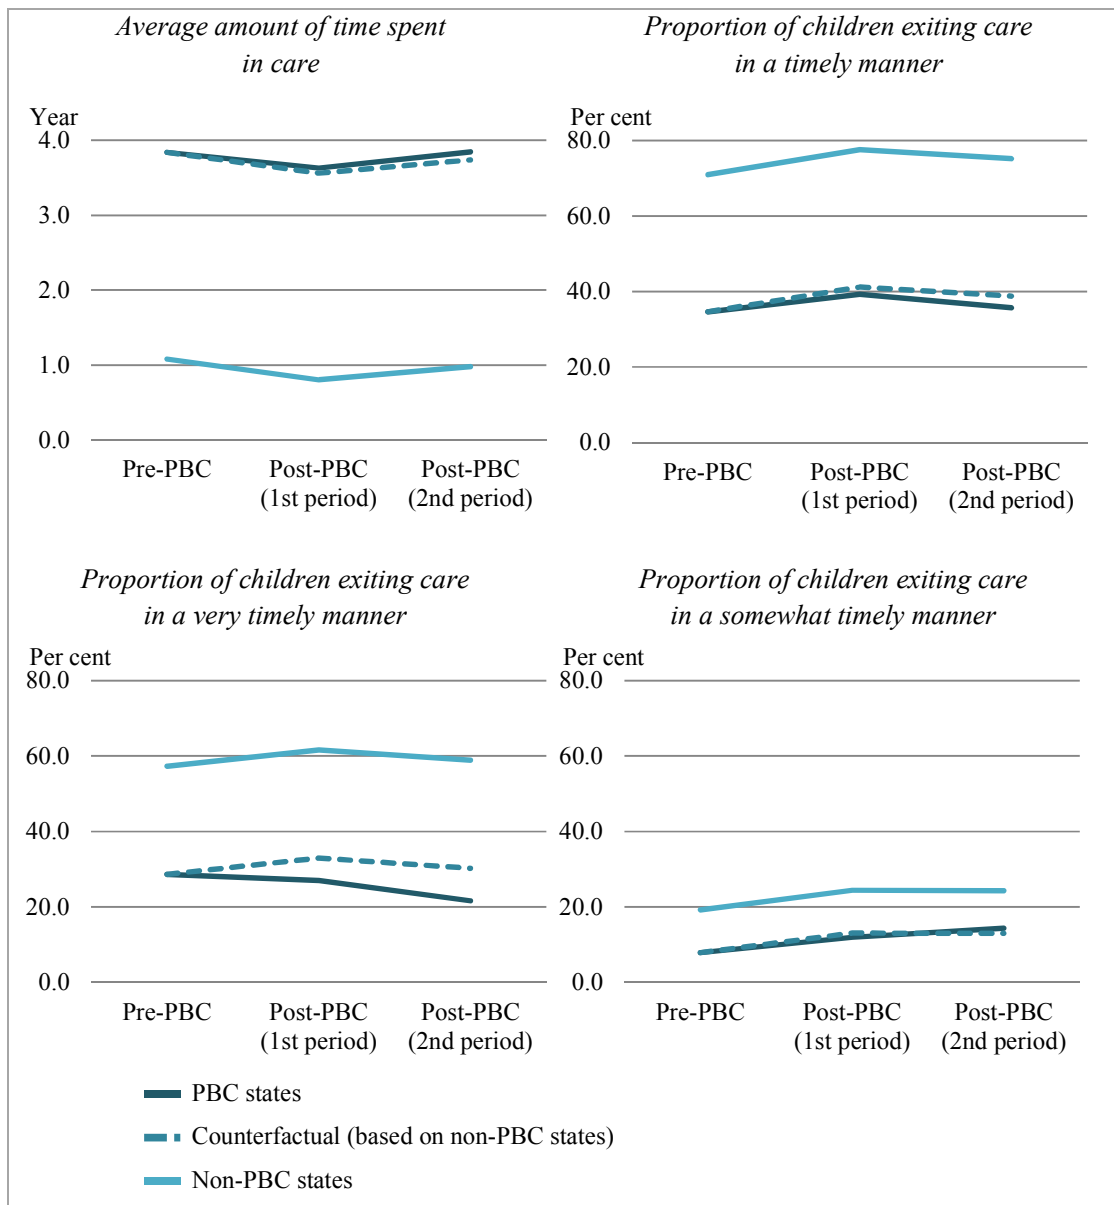 Average amount of time spent
in care
Year
4.0
3.0
2.0
1.0
0.0
Pre-PBC
Post-PBC
(1st period)
Post-PBC
(2nd period)
Proportion of children exiting care
in a timely manner
Per cent
80.0
60.0
40.0
20.0
0.0
Pre-PBC
Post-PBC
(1st period)
Post-PBC
(2nd period)
Proportion of children exiting care
in a very timely manner
Per cent
80.0
60.0
40.0
20.0
0.0
Pre-PBC
Post-PBC
(1st period)
Post-PBC
(2nd period)
Proportion of children exiting care
in a somewhat timely manner
Per cent
80.0
60.0
40.0
20.0
0.0
Pre-PBC
Post-PBC
(1st period)
Post-PBC
(2nd period)
PBC states
Counterfactual (based on non-PBC states)
Non-PBC states